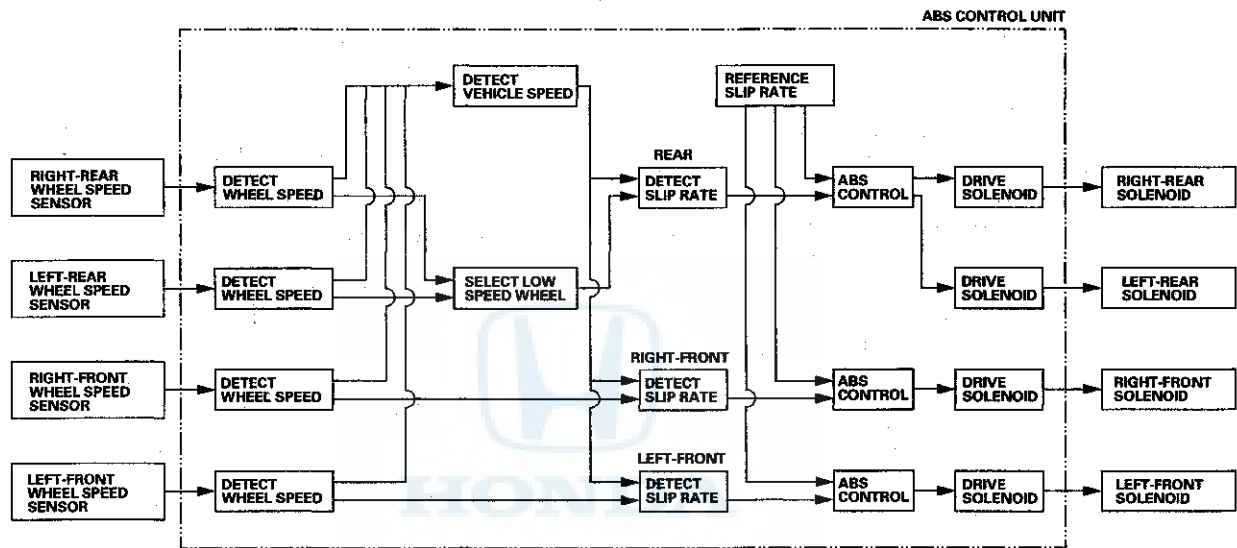 ABS CONTROL UNIT
DETECT
VEHICLE SPEED
REFERENCE
SLIP RATE
RIGHT-REAR
WHEEL SPEED
SENSOR
DETECT
WHEEL SPEED
REAR
DETECT
SLIP RATE
ABS
CONTROL
DRIVE
SOLENOID
RIGHT-REAR
SOLENOID
LEFT-REAR
WHEEL SPEED
SENSOR
DETECT
WHEEL SPEED
SELECT LOW
SPEED WHEEL
DRIVE
SOLENOID
LEFT-REAR
SOLENOID
RIGHT-FRONT
WHEEL SPEED
SENSOR
DETECT
WHEEL SPEED
RIGHT-FRONT
DETECT
SLIP RATE
ABS
CONTROL
DRIVE
SOLENOID
RIGHT-FRONT
SOLENOID
LEFT-FRONT
WHEEL SPEED
SENSOR
DETECT
WHEEL SPEED
LEFT-FRONT
DETECT
SLIP RATE
ABS
CONTROL
DRIVE
SOLENOID
LEFT-FRONT
SOLENOID
HONDA